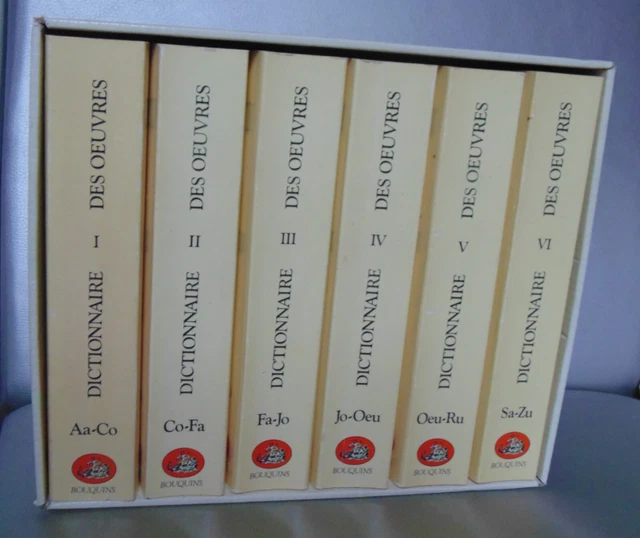 DICTIONNAIRE I DES OEUVRES
Aa-Co
BOUQUINS
DICTIONNAIRE II DES OEUVRES
Co-Fa
BOUQUINS
DICTIONNAIRE III DES OEUVRES
Fa-Jo
BOUQUINS
DICTIONNAIRE IV DES OEUVRES
Jo-Oeu
BOUQUINS
DICTIONNAIRE V DES OEUVRES
Oeu-Ru
BOUQUINS
DICTIONNAIRE VI DES OEUVRES
Sa-Zu
BOUQUINS